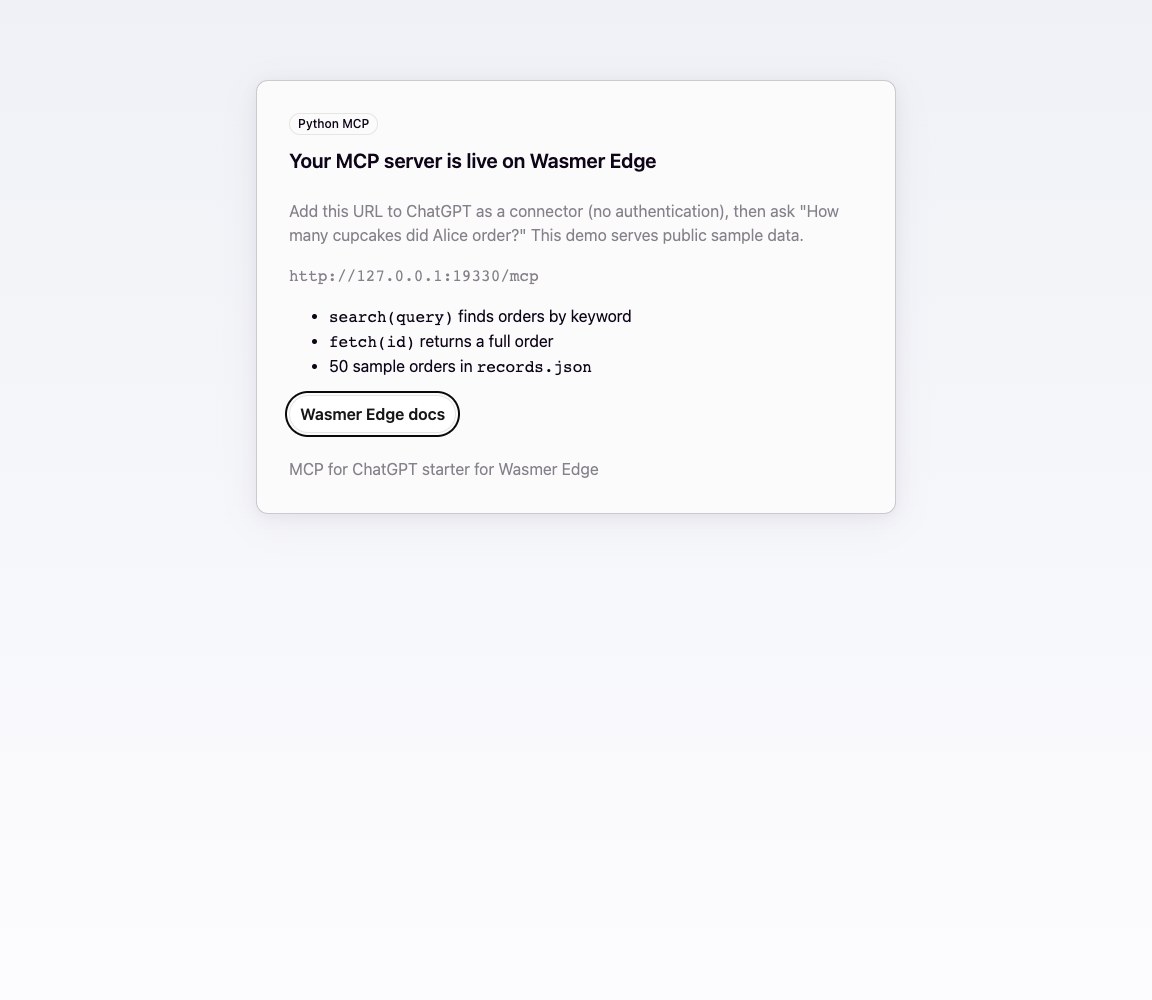 Python MCP
Your MCP server is live on Wasmer Edge
Add this URL to ChatGPT as a connector (no authentication), then ask "How
many cupcakes did Alice order?" This demo serves public sample data.
http://127.0.0.1:19330/mcp
• search(query) finds orders by keyword
• fetch(id) returns a full order
• 50 sample orders in records.json
Wasmer Edge docs
MCP for ChatGPT starter for Wasmer Edge